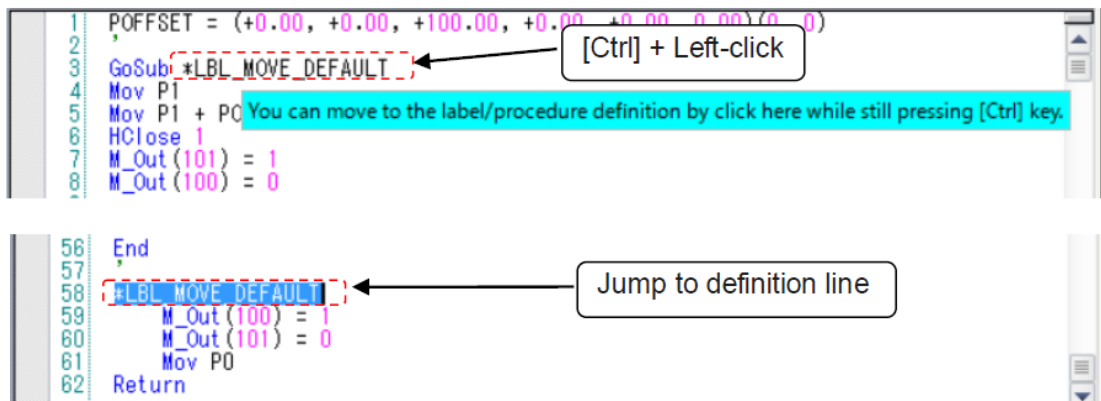 1 POFFSET = (+0.00, +0.00, +100.00, +0.00, +0.00, 0.00)(0, 0)
2 '
[Ctrl] + Left-click
3 GoSub *LBL_MOVE_DEFAULT
4 Mov P1
5 Mov P1 + PO
You can move to the label/procedure definition by click here while still pressing [Ctrl] key.
6 HClose 1
7 M_Out(101) = 1
8 M_Out(100) = 0
56 End
57 '
58 *LBL_MOVE_DEFAULT
Jump to definition line
59 M_Out(100) = 1
60 M_Out(101) = 0
61 Mov P0
62 Return